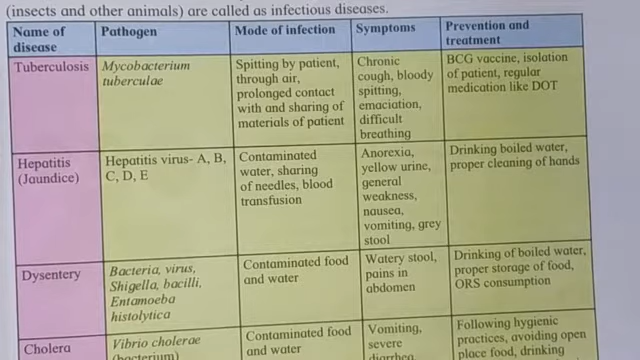 (insects and other animals) are called as infectious diseases.
Name of disease
Pathogen
Mode of infection
Symptoms
Prevention and treatment
Tuberculosis
Mycobacterium
tuberculae
Spitting by patient,
through air,
prolonged contact
with and sharing of
materials of patient
Chronic
cough, bloody
spitting,
emaciation,
difficult
breathing
BCG vaccine, isolation
of patient, regular
medication like DOT
Hepatitis
(Jaundice)
Hepatitis virus- A, B,
C, D, E
Contaminated
water, sharing
of needles, blood
transfusion
Anorexia,
yellow urine,
general
weakness,
nausea,
vomiting, grey
stool
Drinking boiled water,
proper cleaning of hands
Dysentery
Bacteria, virus,
Shigella, bacilli,
Entamoeba
histolytica
Contaminated food
and water
Watery stool,
pains in
abdomen
Drinking of boiled water,
proper storage of food,
ORS consumption
Cholera
Vibrio cholerae
(bacterium)
Contaminated food
and water
Vomiting,
severe
diarrhea
Following hygienic
practices, avoiding open
place food, drinking